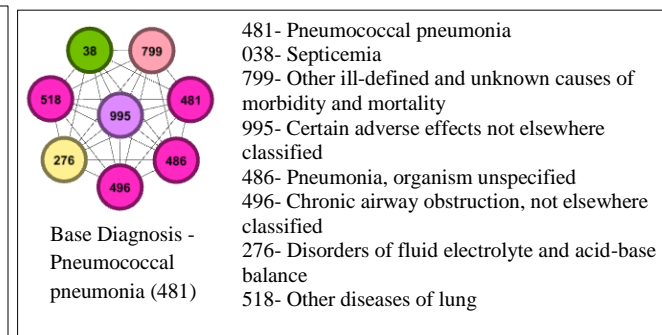 38
799
518
481
995
276
486
496
Base Diagnosis -
Pneumococcal
pneumonia (481)
481- Pneumococcal pneumonia
038- Septicemia
799- Other ill-defined and unknown causes of
morbidity and mortality
995- Certain adverse effects not elsewhere
classified
486- Pneumonia, organism unspecified
496- Chronic airway obstruction, not elsewhere
classified
276- Disorders of fluid electrolyte and acid-base
balance
518- Other diseases of lung